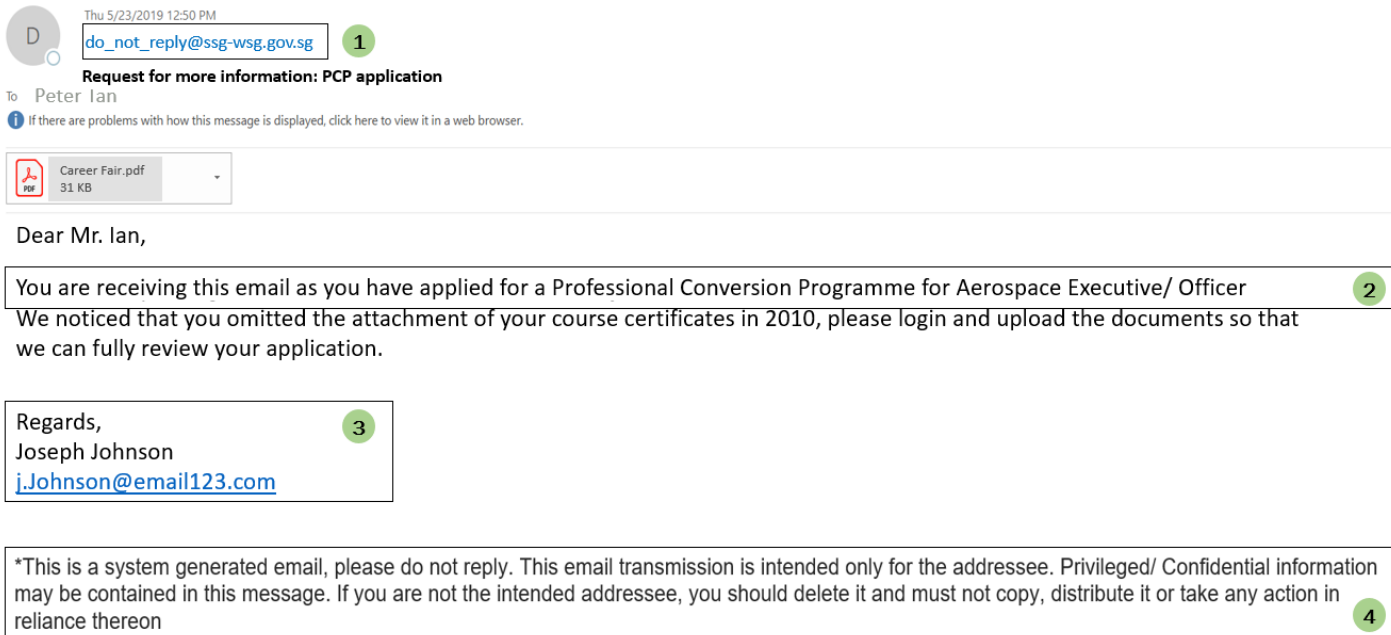 Thu 5/23/2019 12:50 PM
D
do_not_reply@ssg-wsg.gov.sg
1
Request for more information: PCP application
To Peter Ian
If there are problems with how this message is displayed, click here to view it in a web browser.
Career Fair.pdf
31 KB
PDF
Dear Mr. Ian,
You are receiving this email as you have applied for a Professional Conversion Programme for Aerospace Executive/ Officer
2
We noticed that you omitted the attachment of your course certificates in 2010, please login and upload the documents so that
we can fully review your application.
Regards,
3
Joseph Johnson
j.Johnson@email123.com
*This is a system generated email, please do not reply. This email transmission is intended only for the addressee. Privileged/ Confidential information
may be contained in this message. If you are not the intended addressee, you should delete it and must not copy, distribute it or take any action in
reliance thereon
4